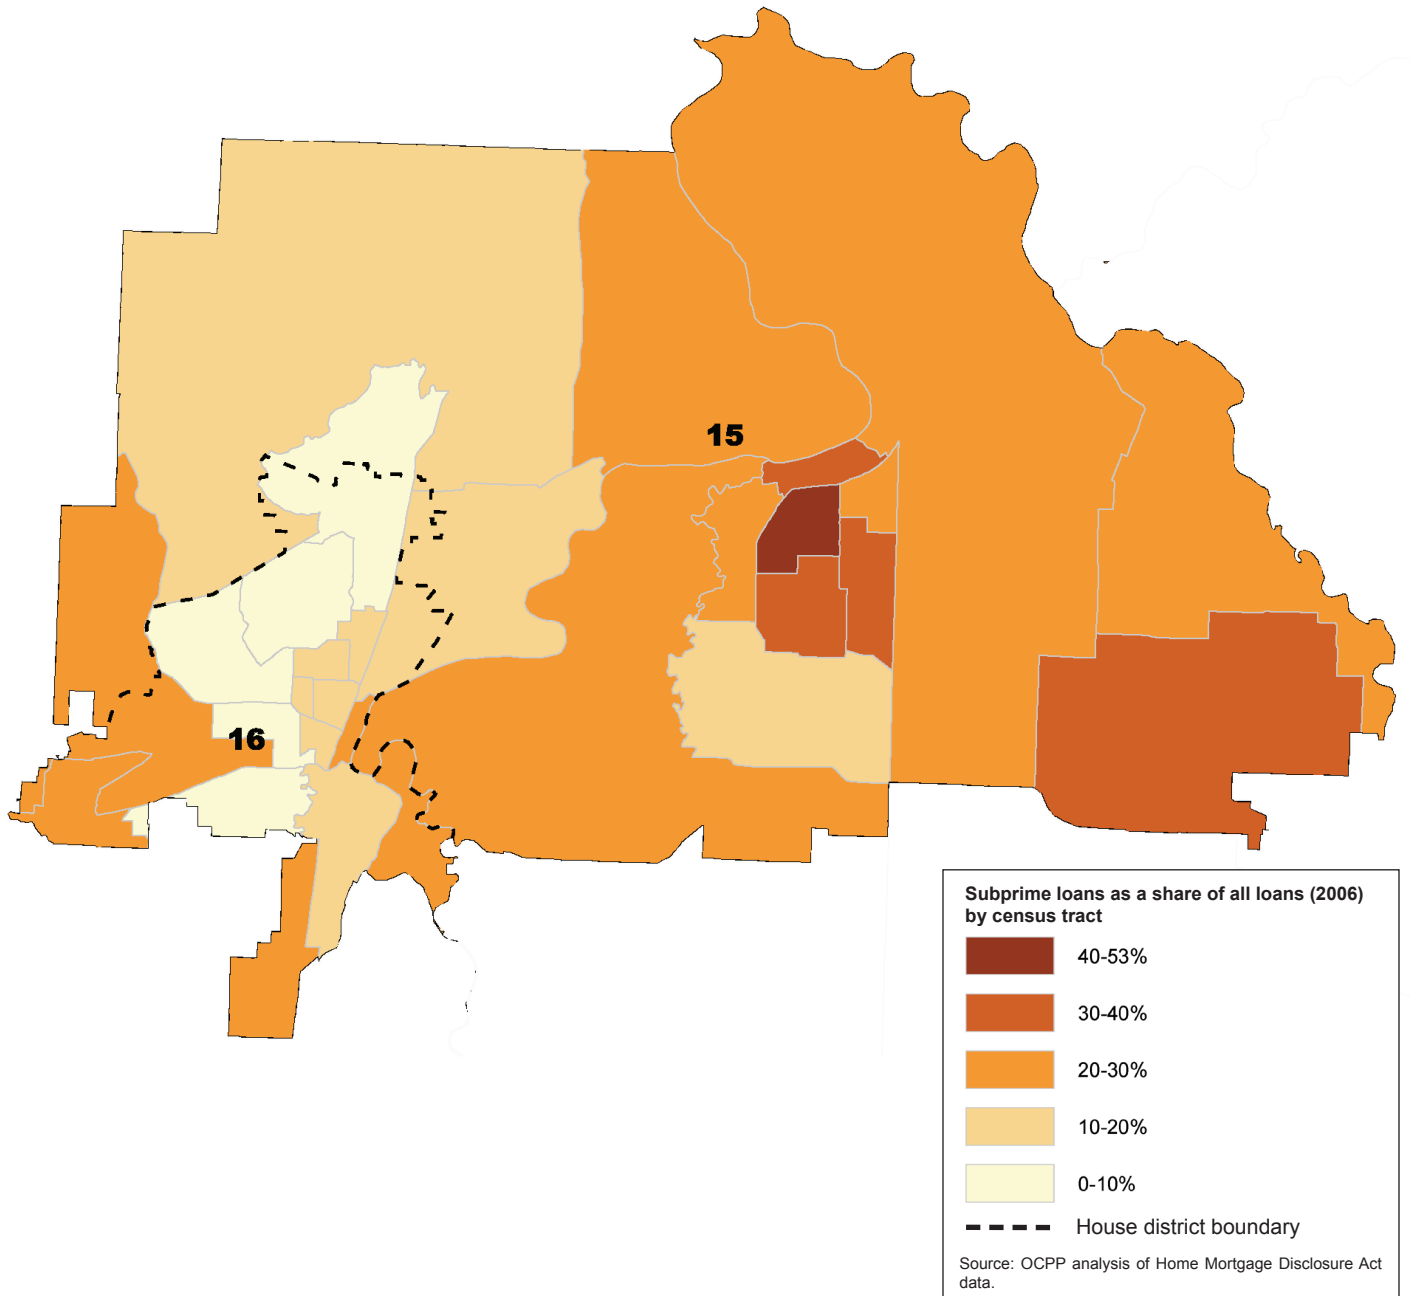 15
16
Subprime loans as a share of all loans (2006)
by census tract
40-53%
30-40%
20-30%
10-20%
0-10%
House district boundary
Source: OCPP analysis of Home Mortgage Disclosure Act
data.